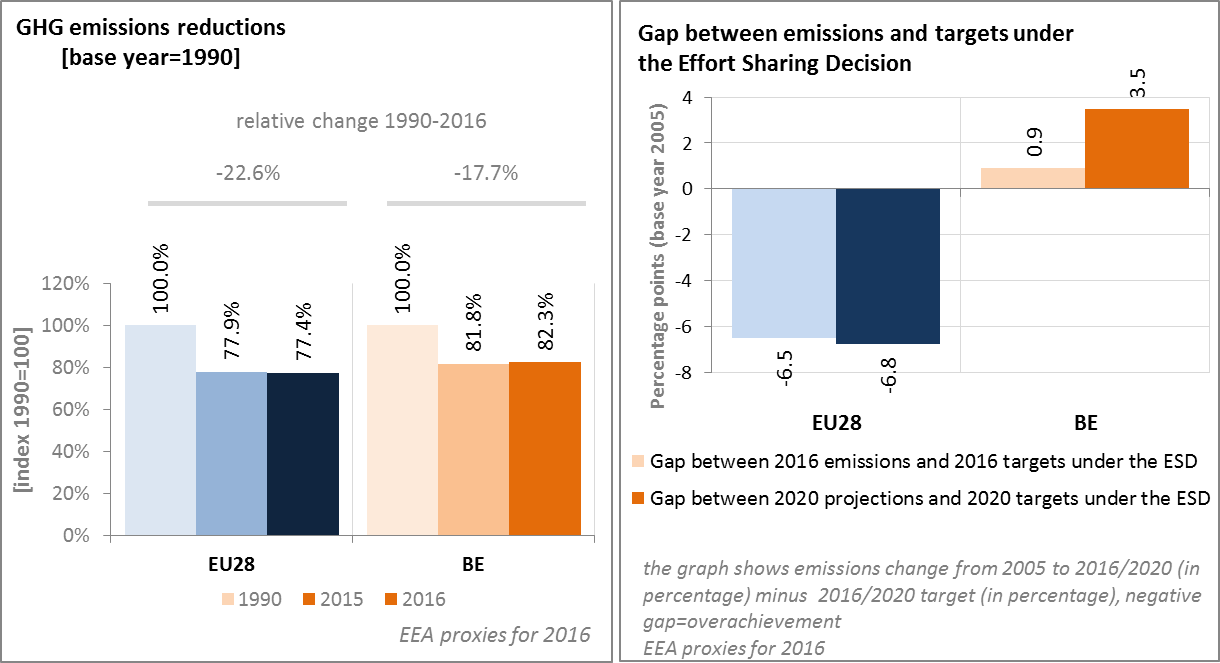 GHG emissions reductions
[base year=1990]
relative change 1990-2016
-22.6%
-17.7%
[index 1990=100]
120%
100%
80%
60%
40%
20%
0%
100.0%
77.9%
77.4%
100.0%
81.8%
82.3%
EU28
BE
1990
2015
2016
EEA proxies for 2016
Gap between emissions and targets under
the Effort Sharing Decision
Percentage points (base year 2005)
4
2
0
-2
-4
-6
-8
-6.5
-6.8
0.9
3.5
EU28
BE
Gap between 2016 emissions and 2016 targets under the ESD
Gap between 2020 projections and 2020 targets under the ESD
the graph shows emissions change from 2005 to 2016/2020 (in
percentage) minus 2016/2020 target (in percentage), negative
gap=overachievement
EEA proxies for 2016